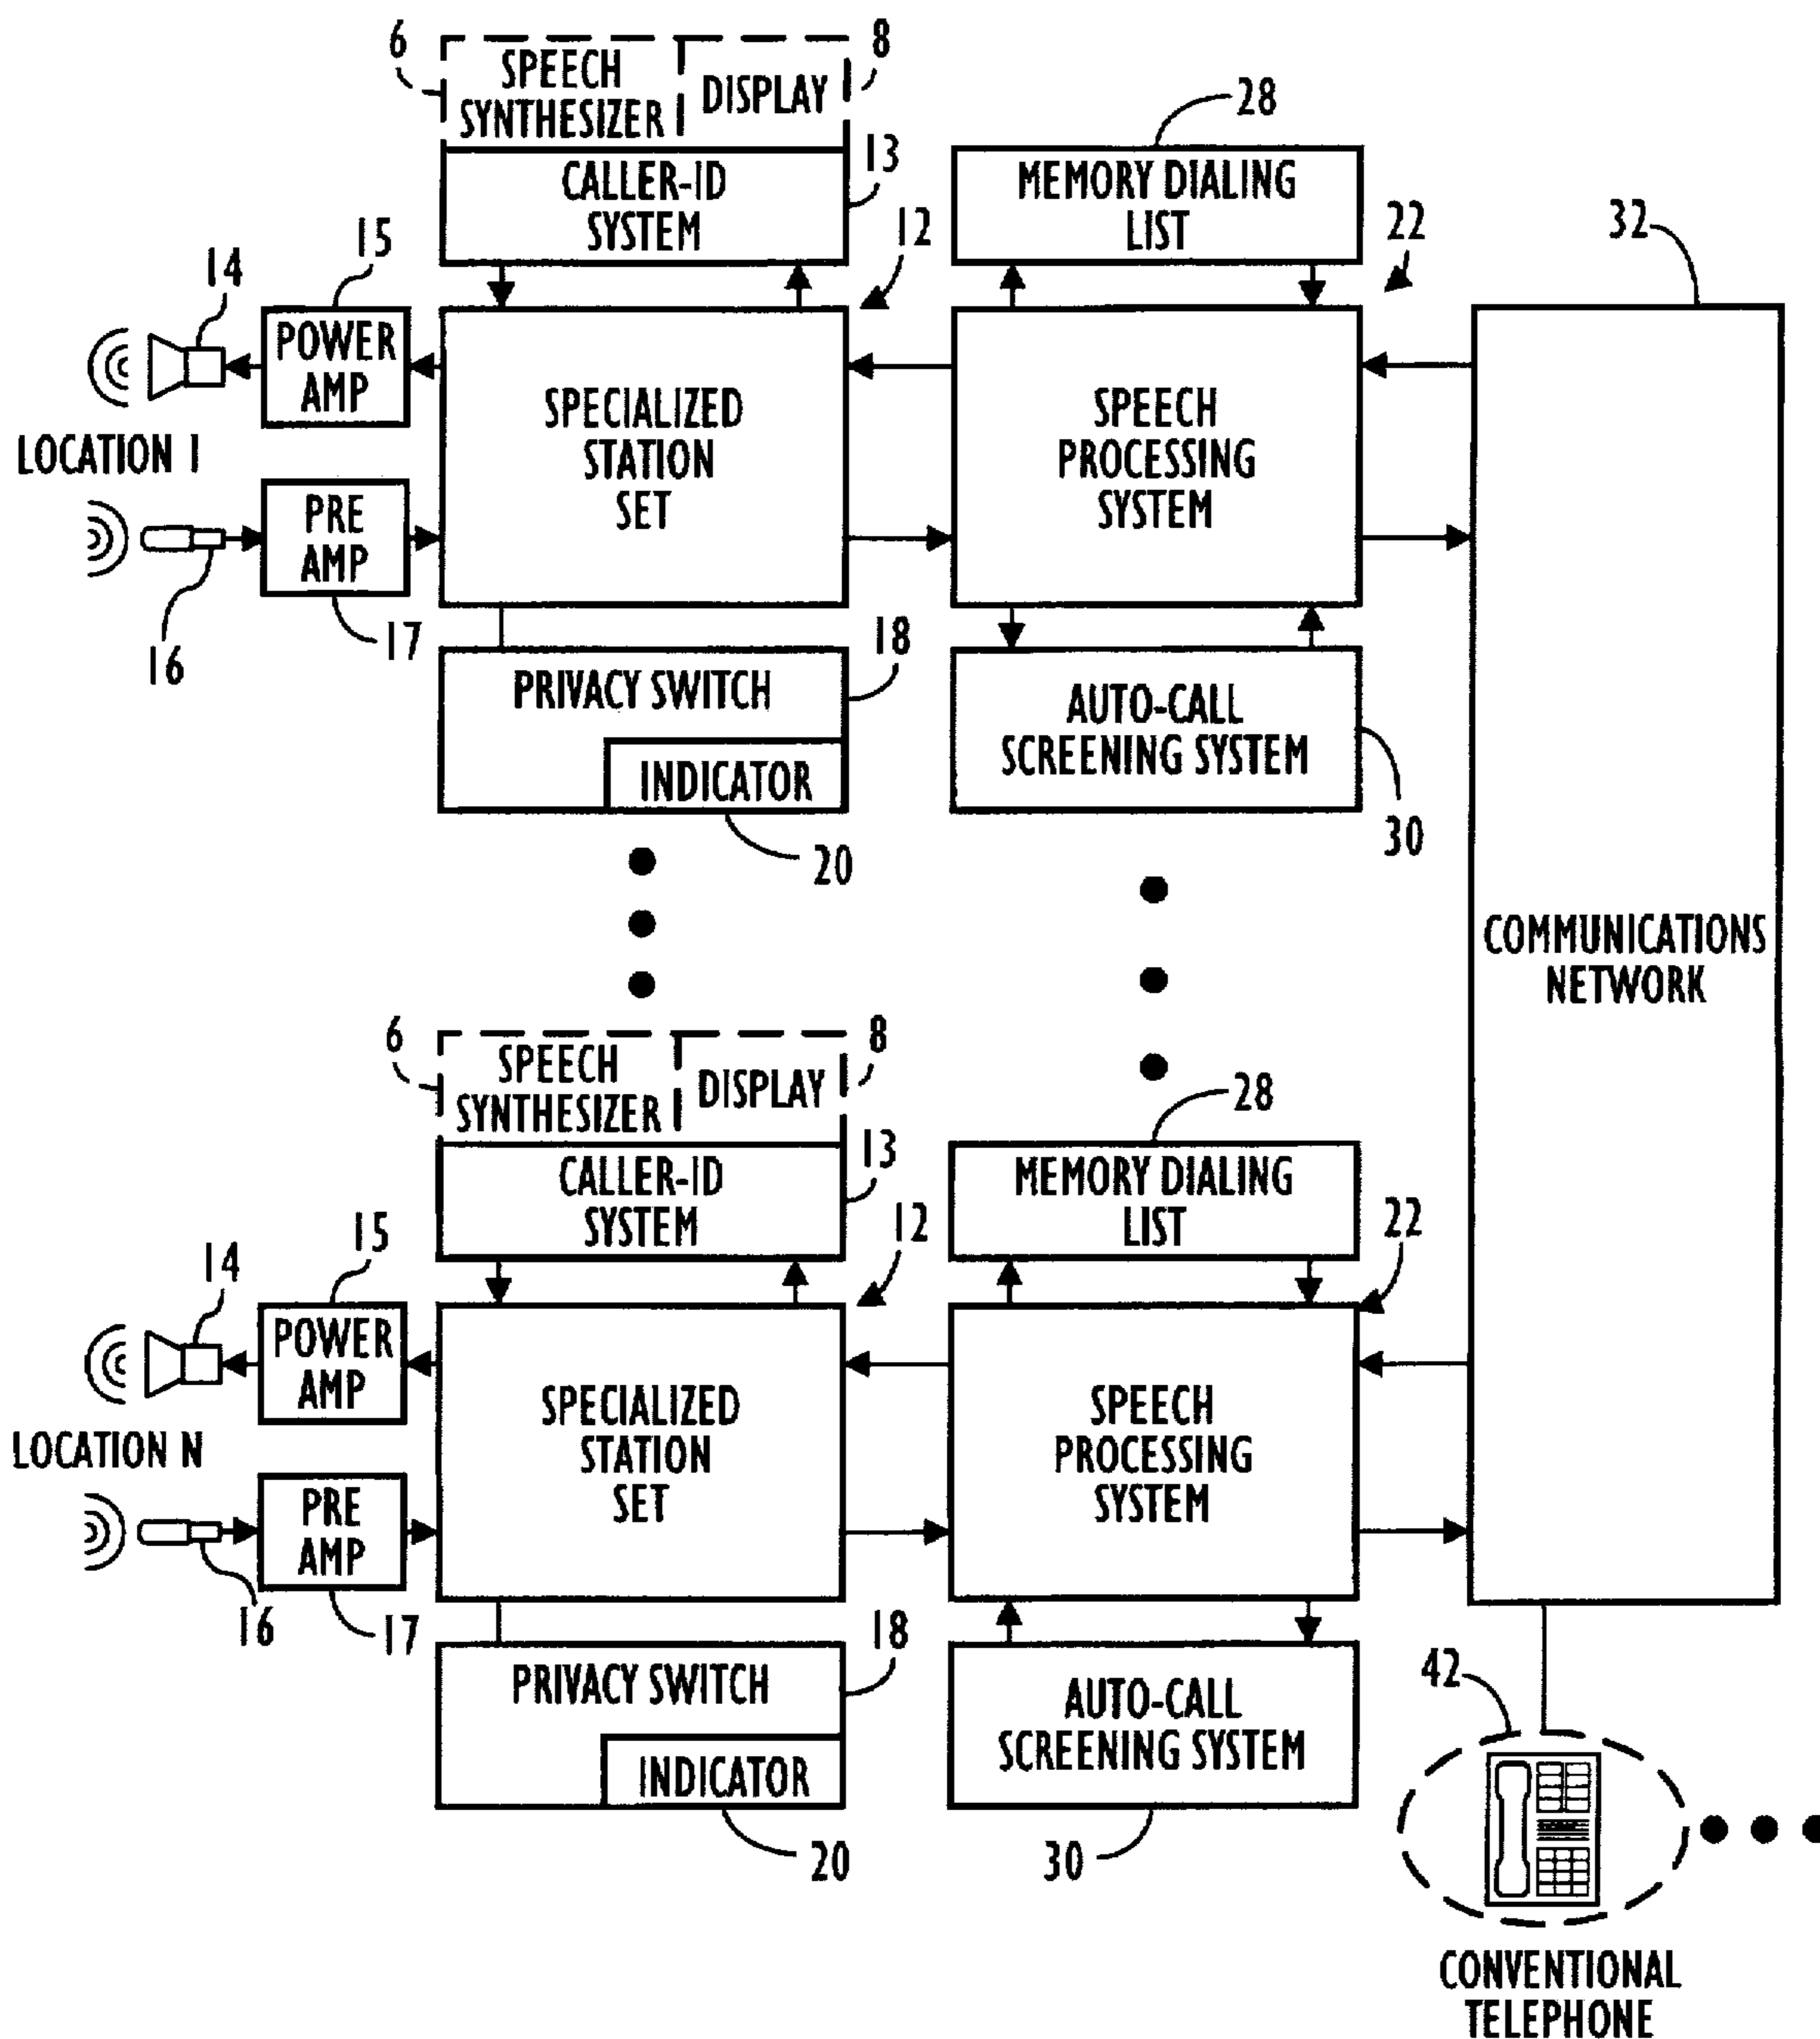 6
SPEECH
SYNTHESIZER
DISPLAY
8
CALLER-ID
SYSTEM
13
12
28
MEMORY DIALING
LIST
22
32
14
15
POWER
AMP
LOCATION 1
PRE
AMP
16
17
SPECIALIZED
STATION
SET
SPEECH
PROCESSING
SYSTEM
PRIVACY SWITCH
18
INDICATOR
20
AUTO-CALL
SCREENING SYSTEM
30
COMMUNICATIONS
NETWORK
6
SPEECH
SYNTHESIZER
DISPLAY
8
CALLER-ID
SYSTEM
13
12
28
MEMORY DIALING
LIST
22
14
15
POWER
AMP
LOCATION N
PRE
AMP
16
17
SPECIALIZED
STATION
SET
SPEECH
PROCESSING
SYSTEM
PRIVACY SWITCH
18
INDICATOR
20
AUTO-CALL
SCREENING SYSTEM
30
42
CONVENTIONAL
TELEPHONE